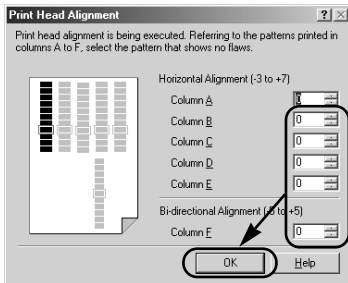 Print Head Alignment
Print head alignment is being executed. Referring to the patterns printed in
columns A to F, select the pattern that shows no flaws.
Horizontal Alignment (-3 to +7)
Column A
Column B 0
Column C 0
Column D 0
Column E 0
Bi-directional Alignment ( to +5)
Column F 0
OK Help